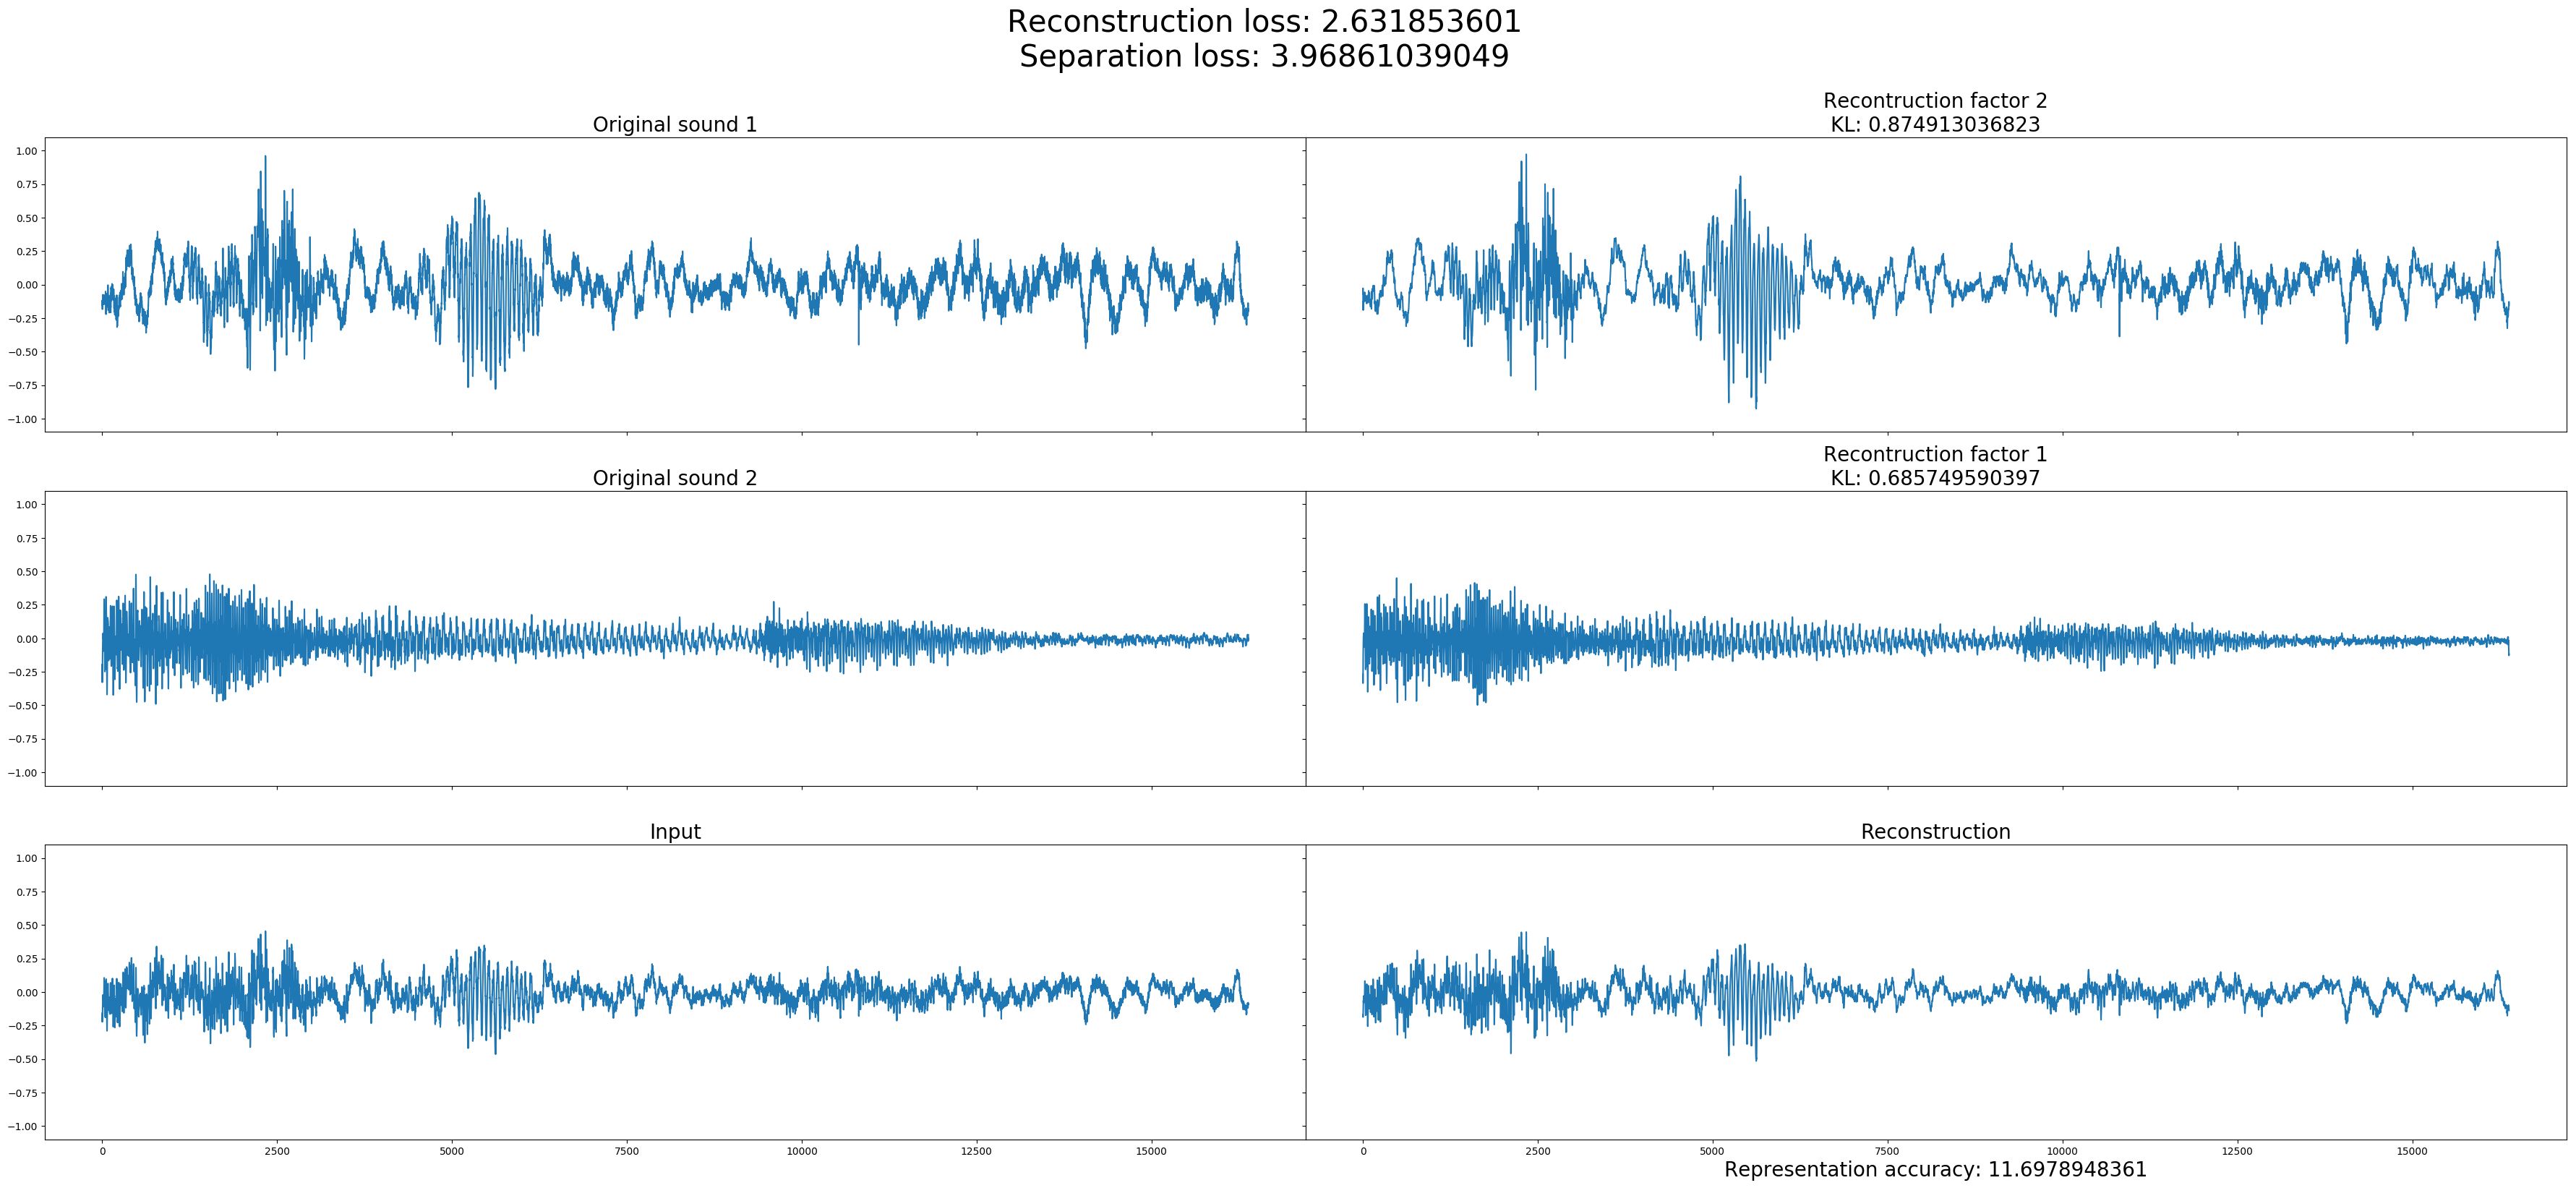 Reconstruction loss: 2.631853601
Separation loss: 3.96861039049
Original sound 1
Recontruction factor 2
KL: 0.874913036823
1.00
0.75
0.50
0.25
0.00
−0.25
−0.50
−0.75
−1.00
Original sound 2
Recontruction factor 1
KL: 0.685749590397
1.00
0.75
0.50
0.25
0.00
−0.25
−0.50
−0.75
−1.00
Input
Reconstruction
1.00
0.75
0.50
0.25
0.00
−0.25
−0.50
−0.75
−1.00
0 2500 5000 7500 10000 12500 15000
0 2500 5000 7500 10000 12500 15000
Representation accuracy: 11.6978948361